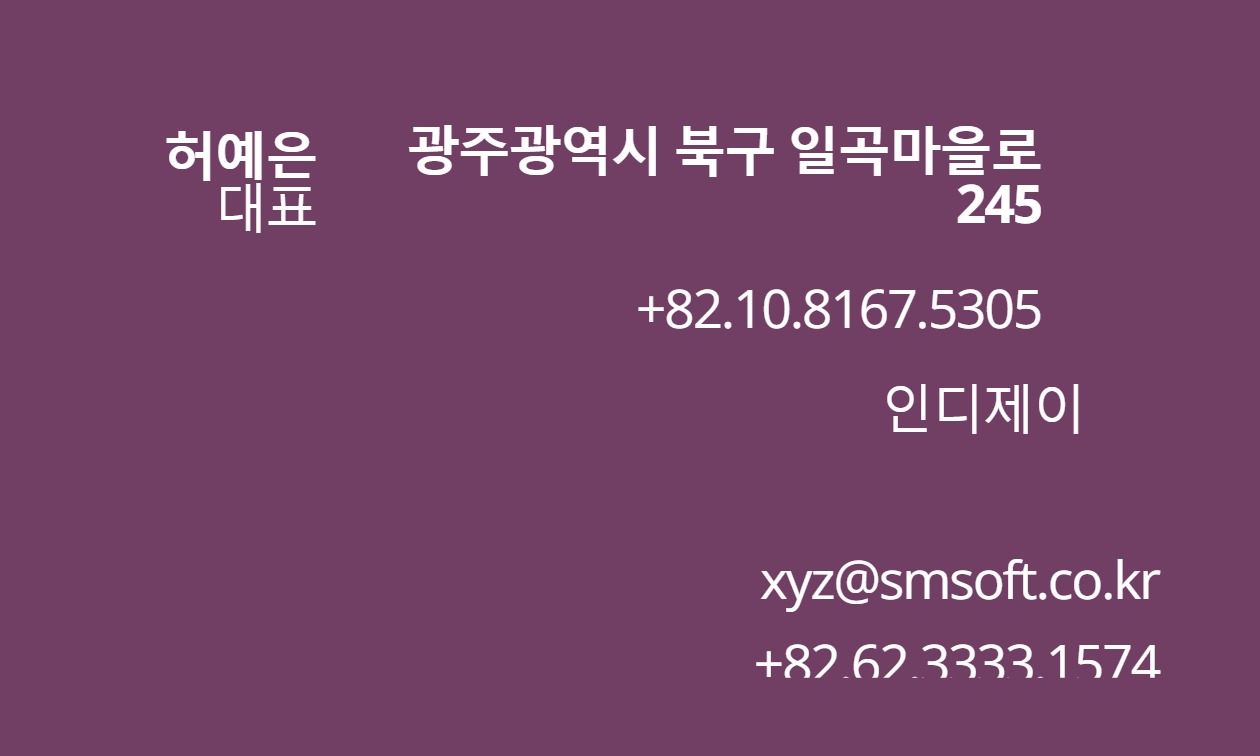 허예은
대표
광주광역시 북구 일곡마을로
245
+82.10.8167.5305
인디제이
xyz@smsoft.co.kr
+82.62.3333.1574